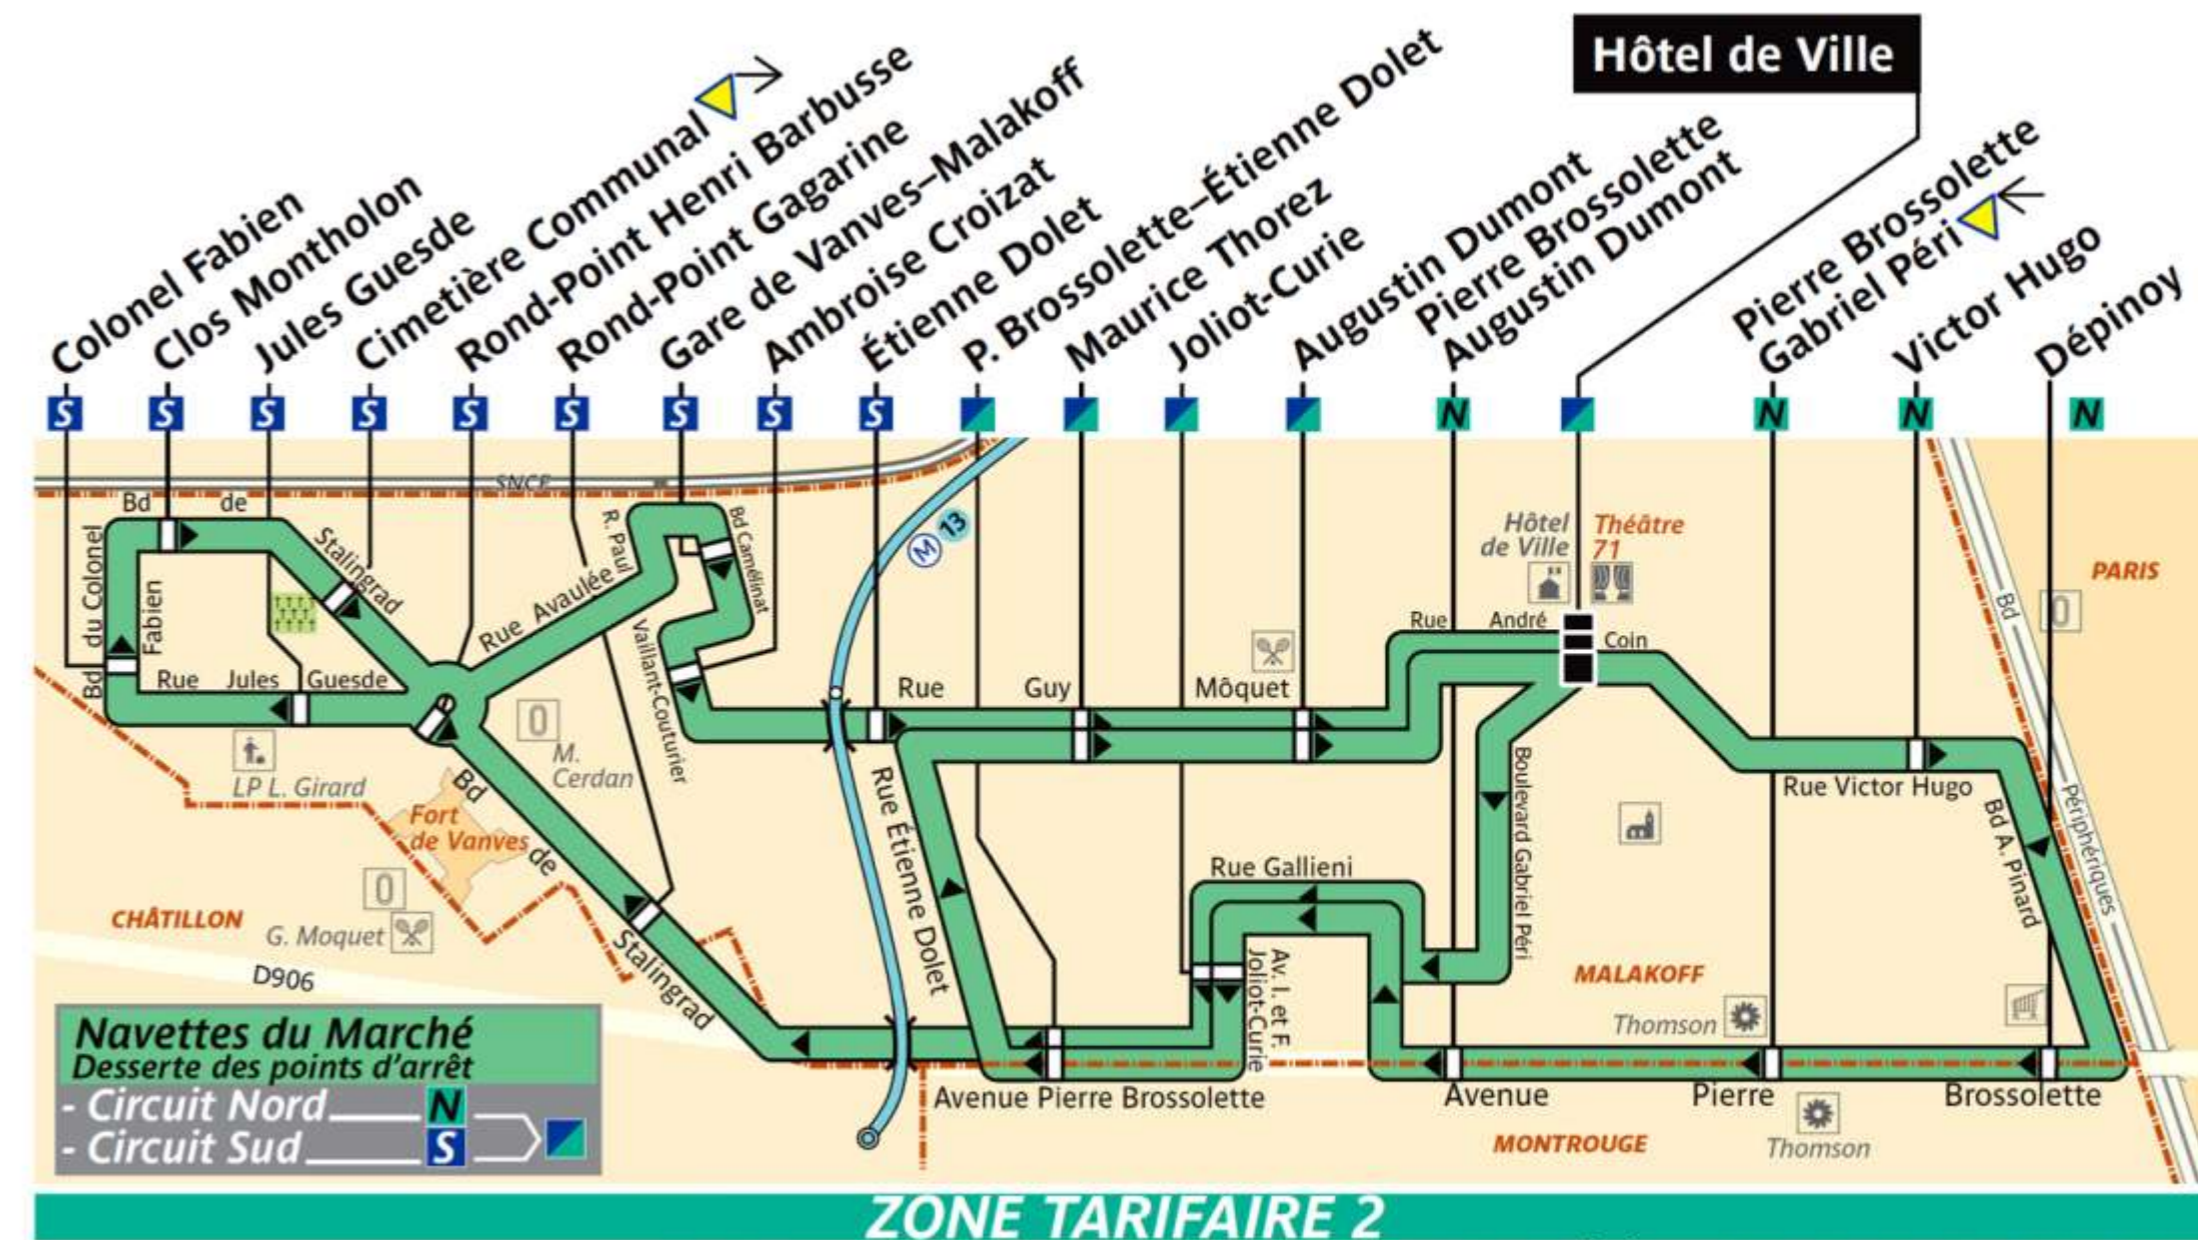 Hôtel de Ville
Colonel Fabien
Clos Montholon
Jules Guesde
Cimetière Communal
Rond-Point Henri Barbusse
Rond-Point Gagarine
Gare de Vanves–Malakoff
Ambroise Croizat
Étienne Dolet
P. Brossolette–Étienne Dolet
Maurice Thorez
Joliot-Curie
Augustin Dumont
Pierre Brossolette
Augustin Dumont
Pierre Brossolette
Gabriel Péri
Victor Hugo
Dépinoy
S
S
S
S
S
S
S
S
S
N
N
N
N
SNCF
Bd de
Stalingrad
Bd du Colonel
Fabien
Rue Jules Guesde
LP L. Girard
Rue Avaulée
R. Paul
Vaillant-Couturier
Bd Camélinat
M 13
M.
Cerdan
Fort
de Vanves
Bd de
Stalingrad
G. Moquet
CHÂTILLON
D906
Rue Guy Môquet
Rue Étienne Dolet
Hôtel
de Ville
Théâtre
71
Rue André Coin
Rue Victor Hugo
Boulevard Gabriel Péri
Rue Gallieni
Av. I. et F.
Joliot-Curie
Bd A. Pinard
Bd Périphériques
PARIS
MALAKOFF
Thomson
Avenue Pierre Brossolette
Avenue Pierre Brossolette
MONTROUGE
Thomson
Navettes du Marché
Desserte des points d'arrêt
- Circuit Nord N
- Circuit Sud S
ZONE TARIFAIRE 2